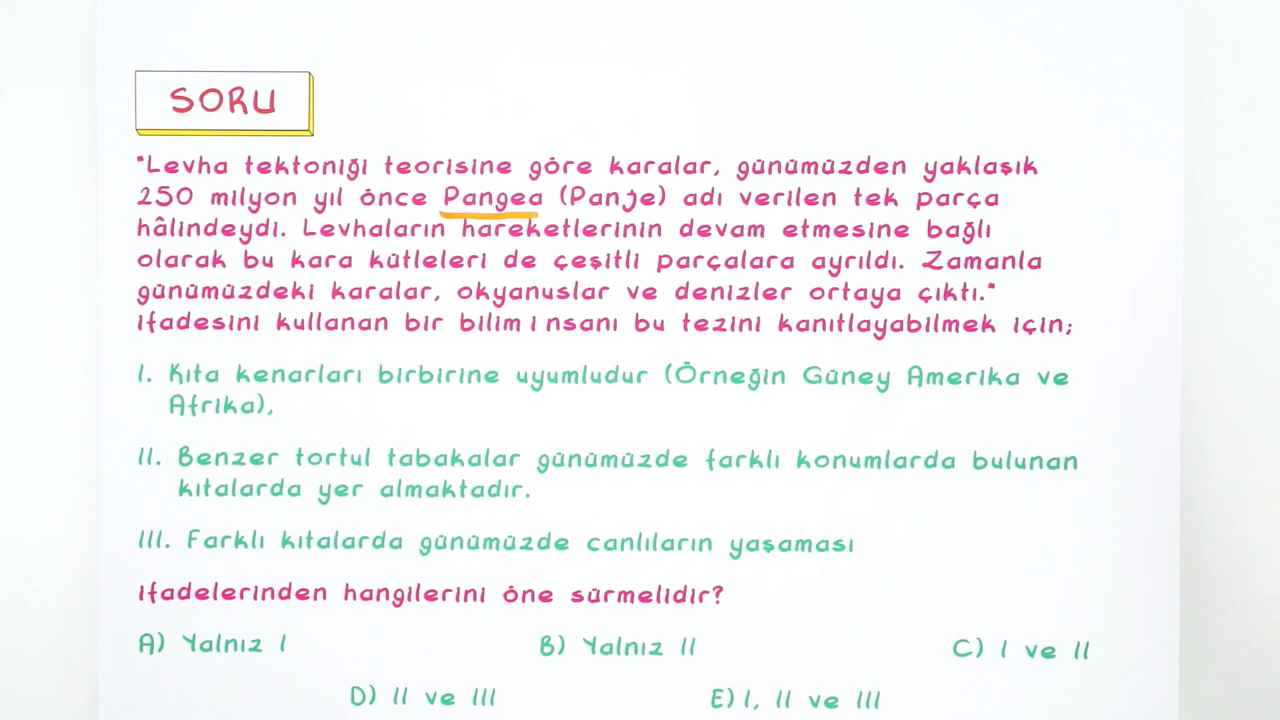 SORU
"Levha tektoniği teorisine göre karalar, günümüzden yaklaşık
250 milyon yıl önce Pangea (Panje) adı verilen tek parça
hâlindeydi. Levhaların hareketlerinin devam etmesine bağlı
olarak bu kara kütleleri de çeşitli parçalara ayrıldı. Zamanla
günümüzdeki karalar, okyanuslar ve denizler ortaya çıktı."
ifadesini kullanan bir bilim insanı bu tezini kanıtlayabilmek için;
I. Kıta kenarları birbirine uyumludur (Örneğin Güney Amerika ve
Afrika),
II. Benzer tortul tabakalar günümüzde farklı konumlarda bulunan
kıtalarda yer almaktadır.
III. Farklı kıtalarda günümüzde canlıların yaşaması
ifadelerinden hangilerini öne sürmelidir?
A) Yalnız I B) Yalnız II C) I ve II
D) II ve III E) I, II ve III